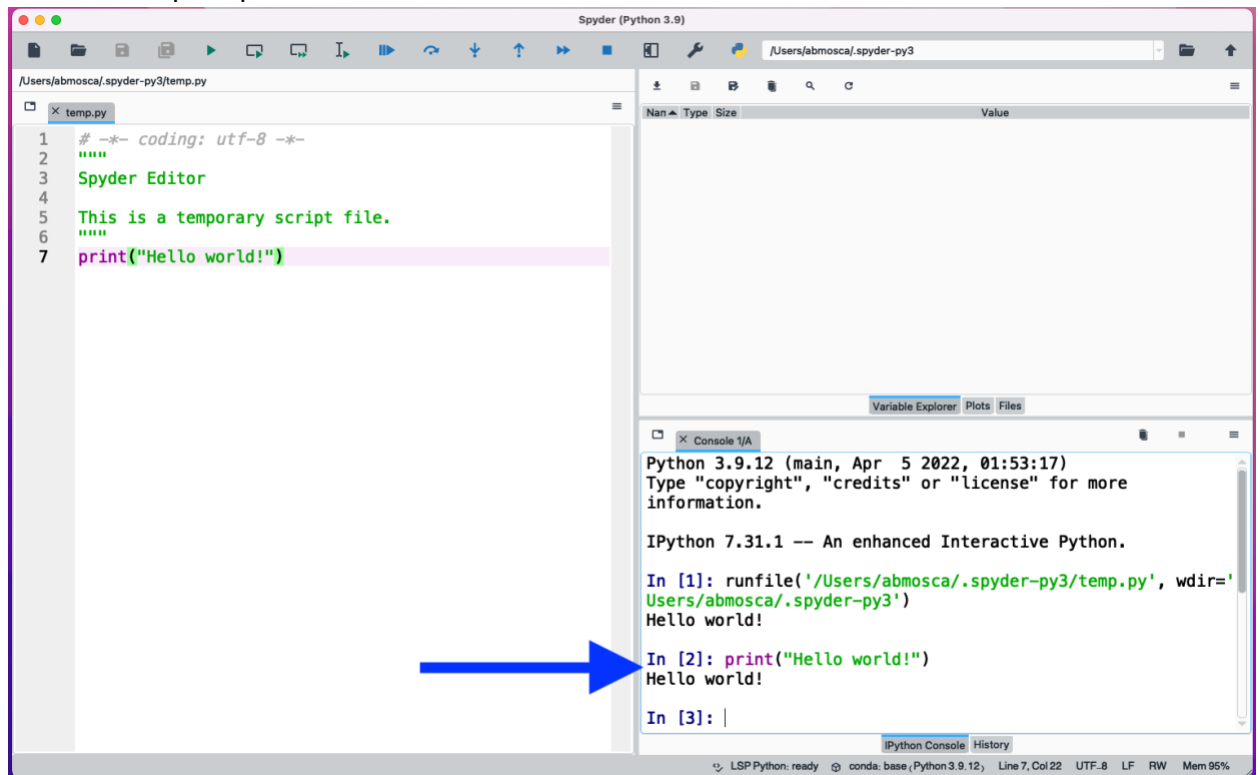 Spyder (Python 3.9)
/Users/abmosca/.spyder-py3
/Users/abmosca/.spyder-py3/temp.py
temp.py
1 # -*- coding: utf-8 -*-
2 """
3 Spyder Editor
4
5 This is a temporary script file.
6 """
7 print("Hello world!")
Nan Type Size Value
Variable Explorer Plots Files
Console 1/A
Python 3.9.12 (main, Apr  5 2022, 01:53:17)
Type "copyright", "credits" or "license" for more
information.
IPython 7.31.1 -- An enhanced Interactive Python.
In [1]: runfile('/Users/abmosca/.spyder-py3/temp.py', wdir='
Users/abmosca/.spyder-py3')
Hello world!
In [2]: print("Hello world!")
Hello world!
In [3]:
IPython Console History
LSP Python: ready conda: base (Python 3.9.12) Line 7, Col 22 UTF-8 LF RW Mem 95%